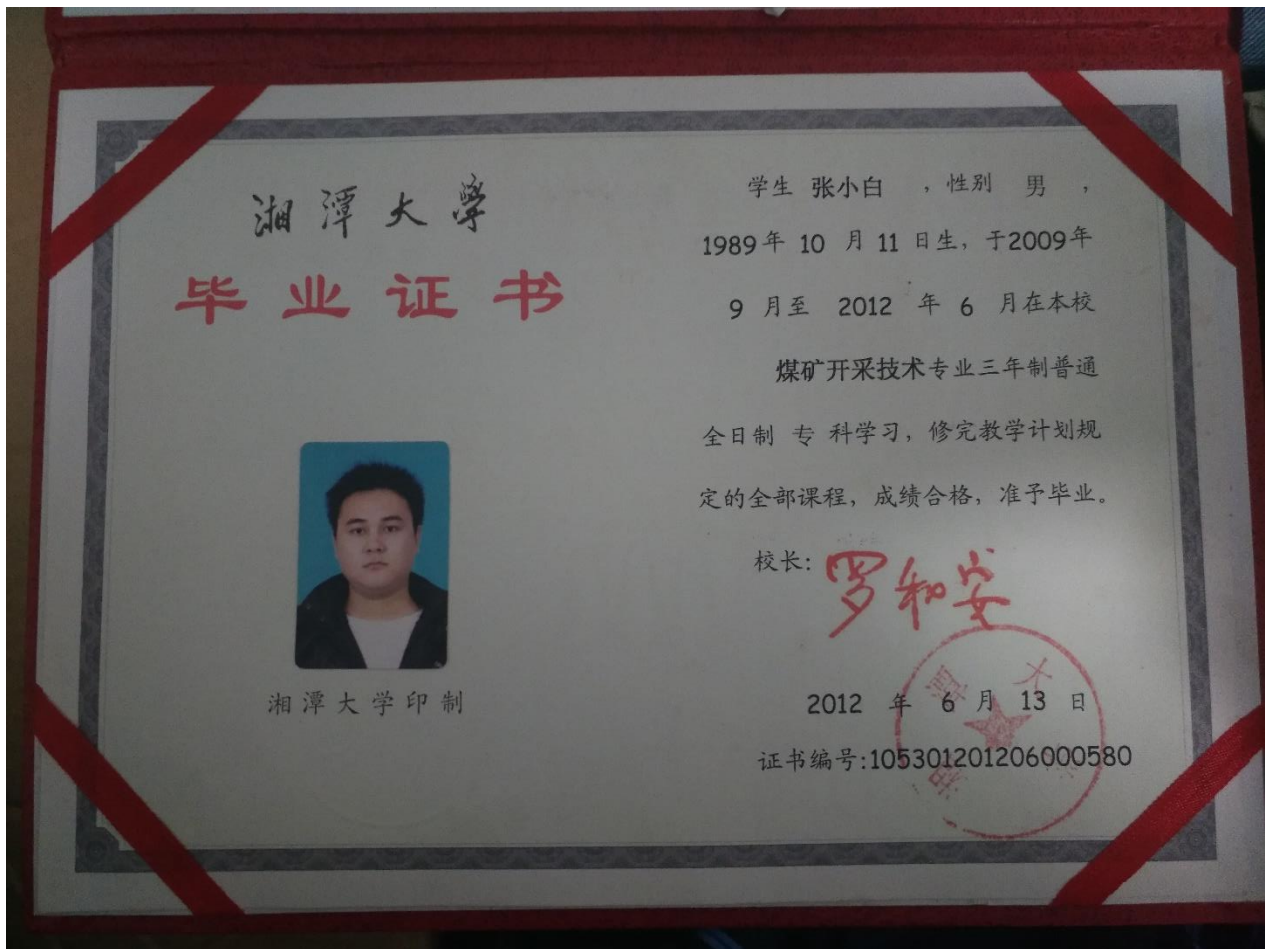 湘潭大学
毕业证书
湘潭大学印制
学生 张小白 ，性别 男 ，
1989年 10 月 11 日生，于2009年
9 月至 2012 年 6 月在本校
煤矿开采技术专业三年制普通
全日制 专 科学习，修完教学计划规
定的全部课程，成绩合格，准予毕业。
校长：罗和安
2012 年 6 月 13 日
证书编号:105301201206000580
湘潭大学